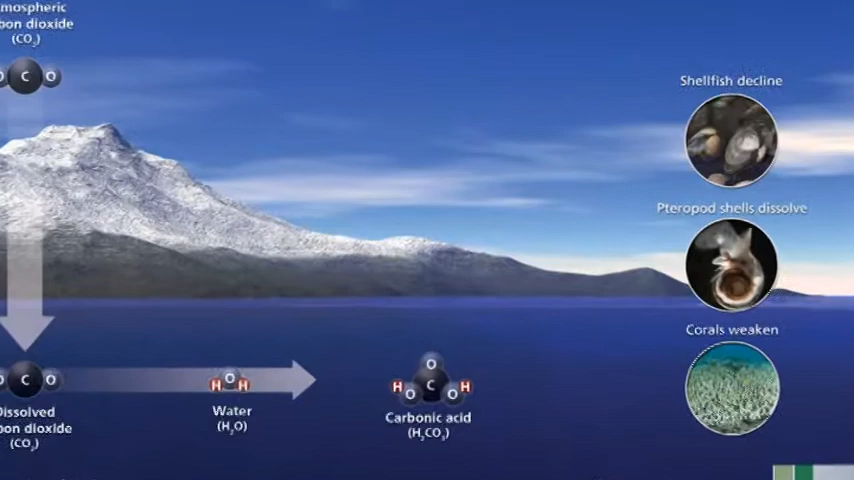 mospheric
bon dioxide
(CO₂)
O C O
Shellfish decline
Pteropod shells dissolve
Corals weaken
O C O
H O H
O
H O C O H
Dissolved
bon dioxide
(CO₂)
Water
(H₂O)
Carbonic acid
(H₂CO₃)